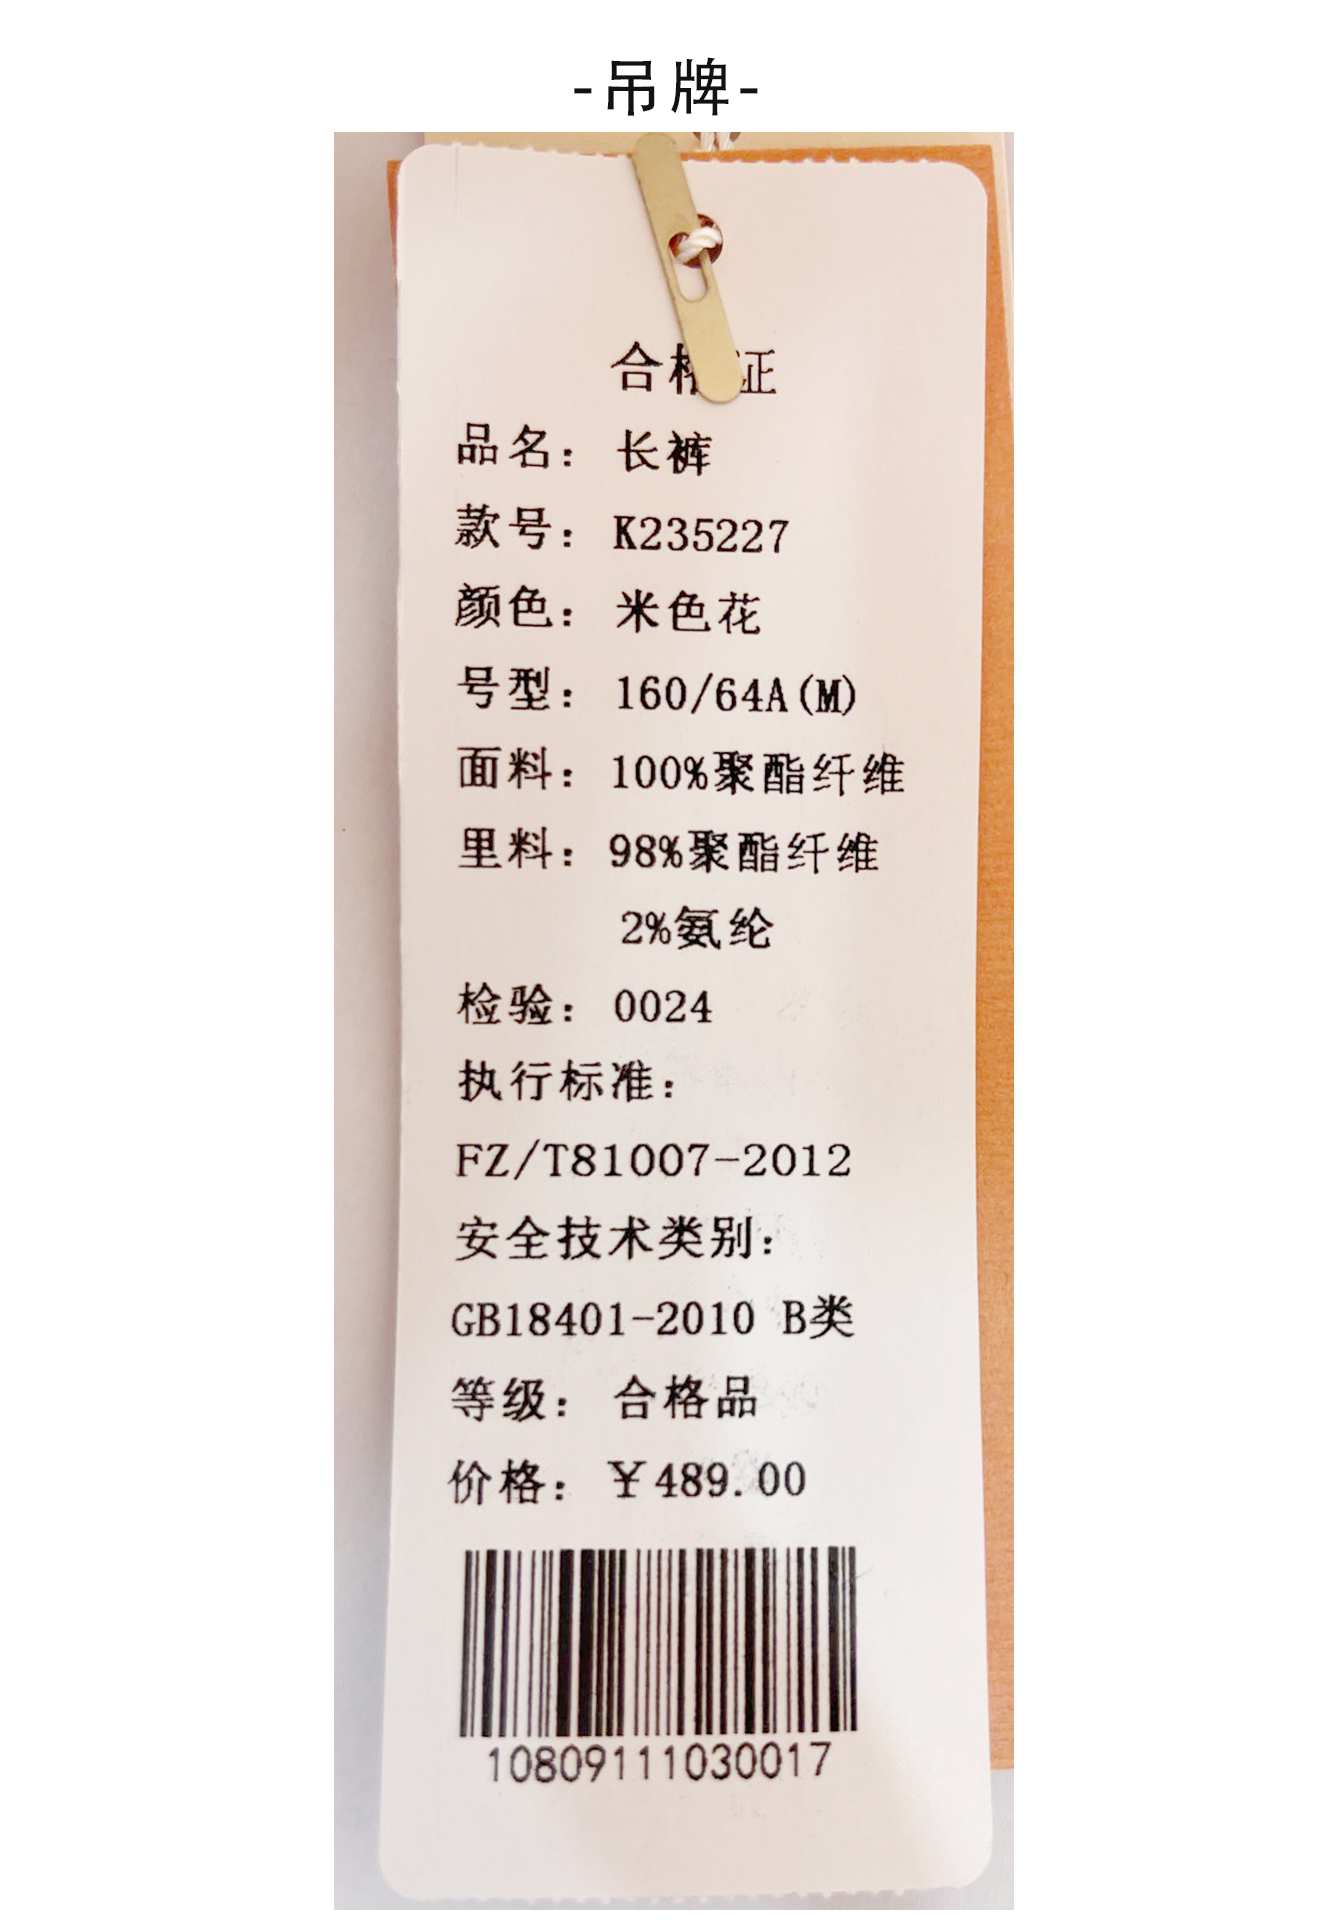 -吊牌-
合格证
品名：长裤
款号：K235227
颜色：米色花
号型：160/64A(M)
面料：100%聚酯纤维
里料：98%聚酯纤维
2%氨纶
检验：0024
执行标准：
FZ/T81007-2012
安全技术类别：
GB18401-2010 B类
等级：合格品
价格：￥489.00
10809111030017